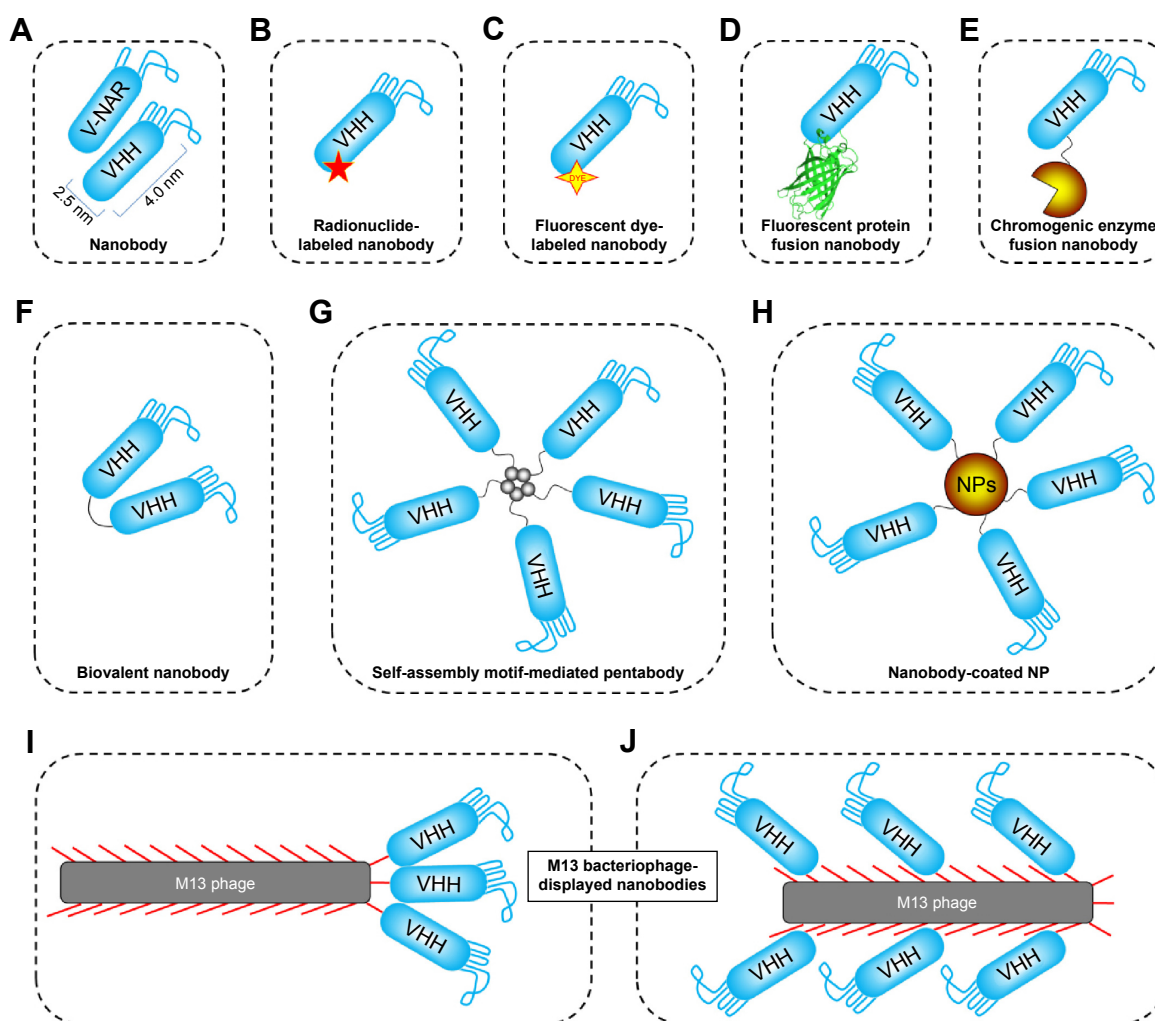 A
B
C
D
E
V-NAR
VHH
2.5 nm
4.0 nm
Nanobody
VHH
Radionuclide-
labeled nanobody
VHH
DYE
Fluorescent dye-
labeled nanobody
VHH
Fluorescent protein
fusion nanobody
VHH
Chromogenic enzyme
fusion nanobody
F
G
H
VHH
VHH
Biovalent nanobody
VHH
VHH
VHH
VHH
VHH
Self-assembly motif-mediated pentabody
VHH
VHH
NPs
VHH
VHH
VHH
Nanobody-coated NP
I
J
M13 phage
VHH
VHH
VHH
M13 bacteriophage-
displayed nanobodies
VHH
VHH
VHH
M13 phage
VHH
VHH
VHH